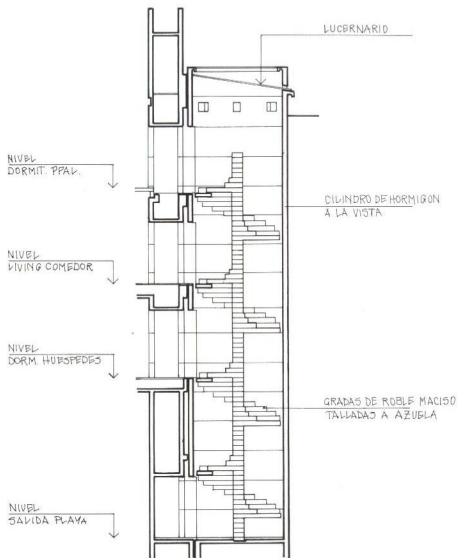 LUCERNARIO
NIVEL
DORMIT. PPAL.
CILINDRO DE HORMIGON
A LA VISTA
NIVEL
LIVING COMEDOR
NIVEL
DORM. HUESPEDES
GRADAS DE ROBLE MACISO
TALLADAS A AZUELA
NIVEL
SALIDA PLAYA